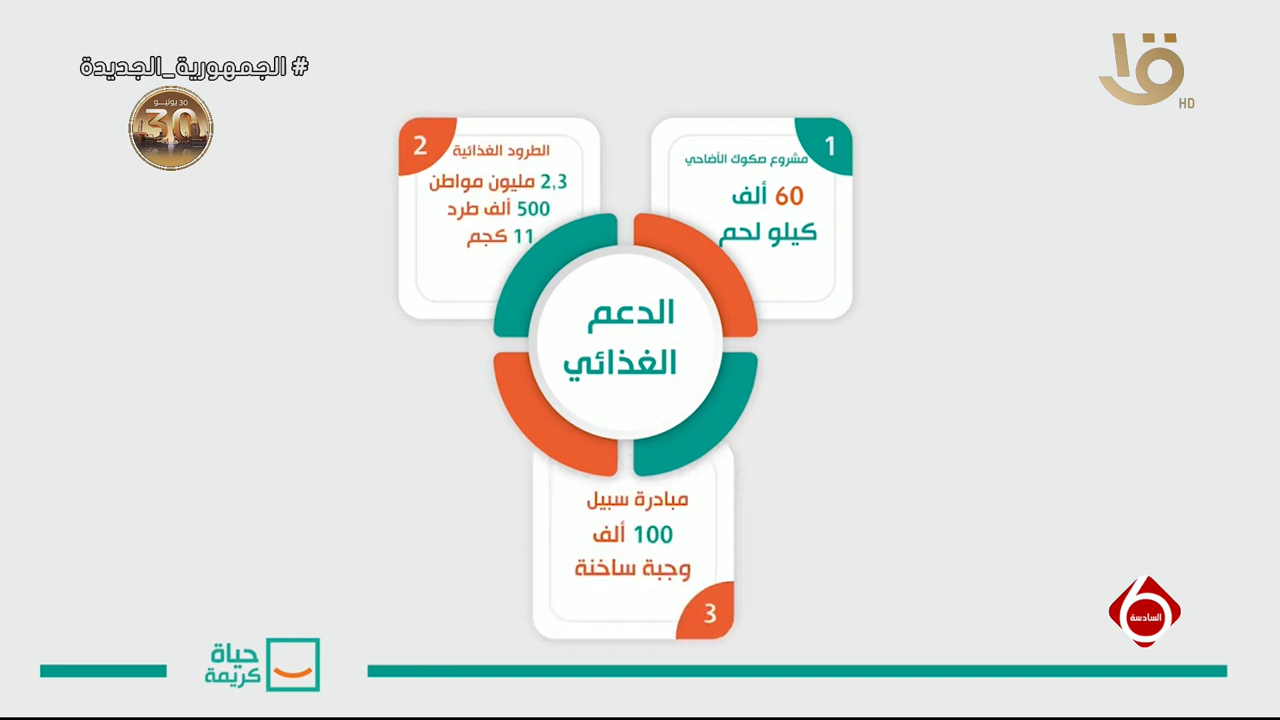 # الجمهورية_الجديدة
30 يونيو
30
HD
1
مشروع صكوك الأضاحي
60 ألف
كيلو لحم
2
الطرود الغذائية
2,3 مليون مواطن
500 ألف طرد
11 كجم
الدعم
الغذائي
مبادرة سبيل
100 ألف
وجبة ساخنة
3
6
السادسة
حياة
كريمة